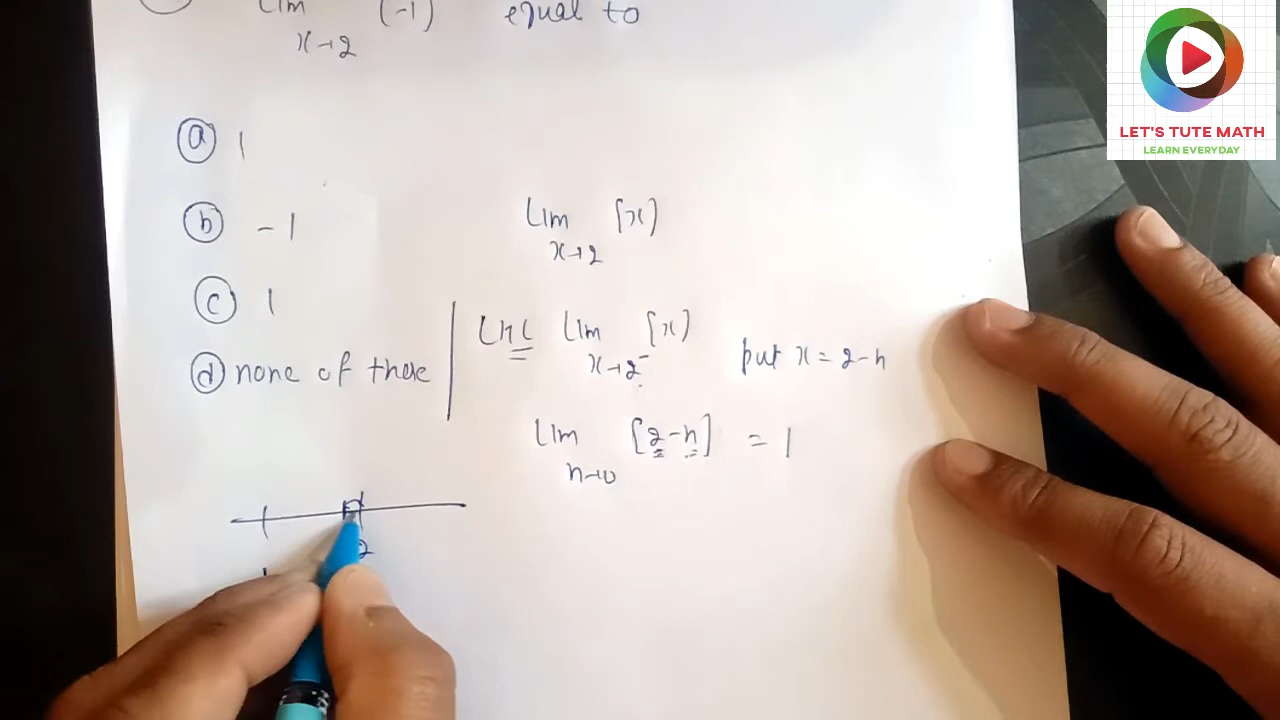 Lim (-1) equal to
x→2
LET'S TUTE MATH
LEARN EVERYDAY
(a) 1
(b) -1
(c) 1
(d) none of these
Lim [x]
x→2
LHL Lim [x]
x→2⁻
put x = 2-h
Lim [2-h] = 1
h→0
2